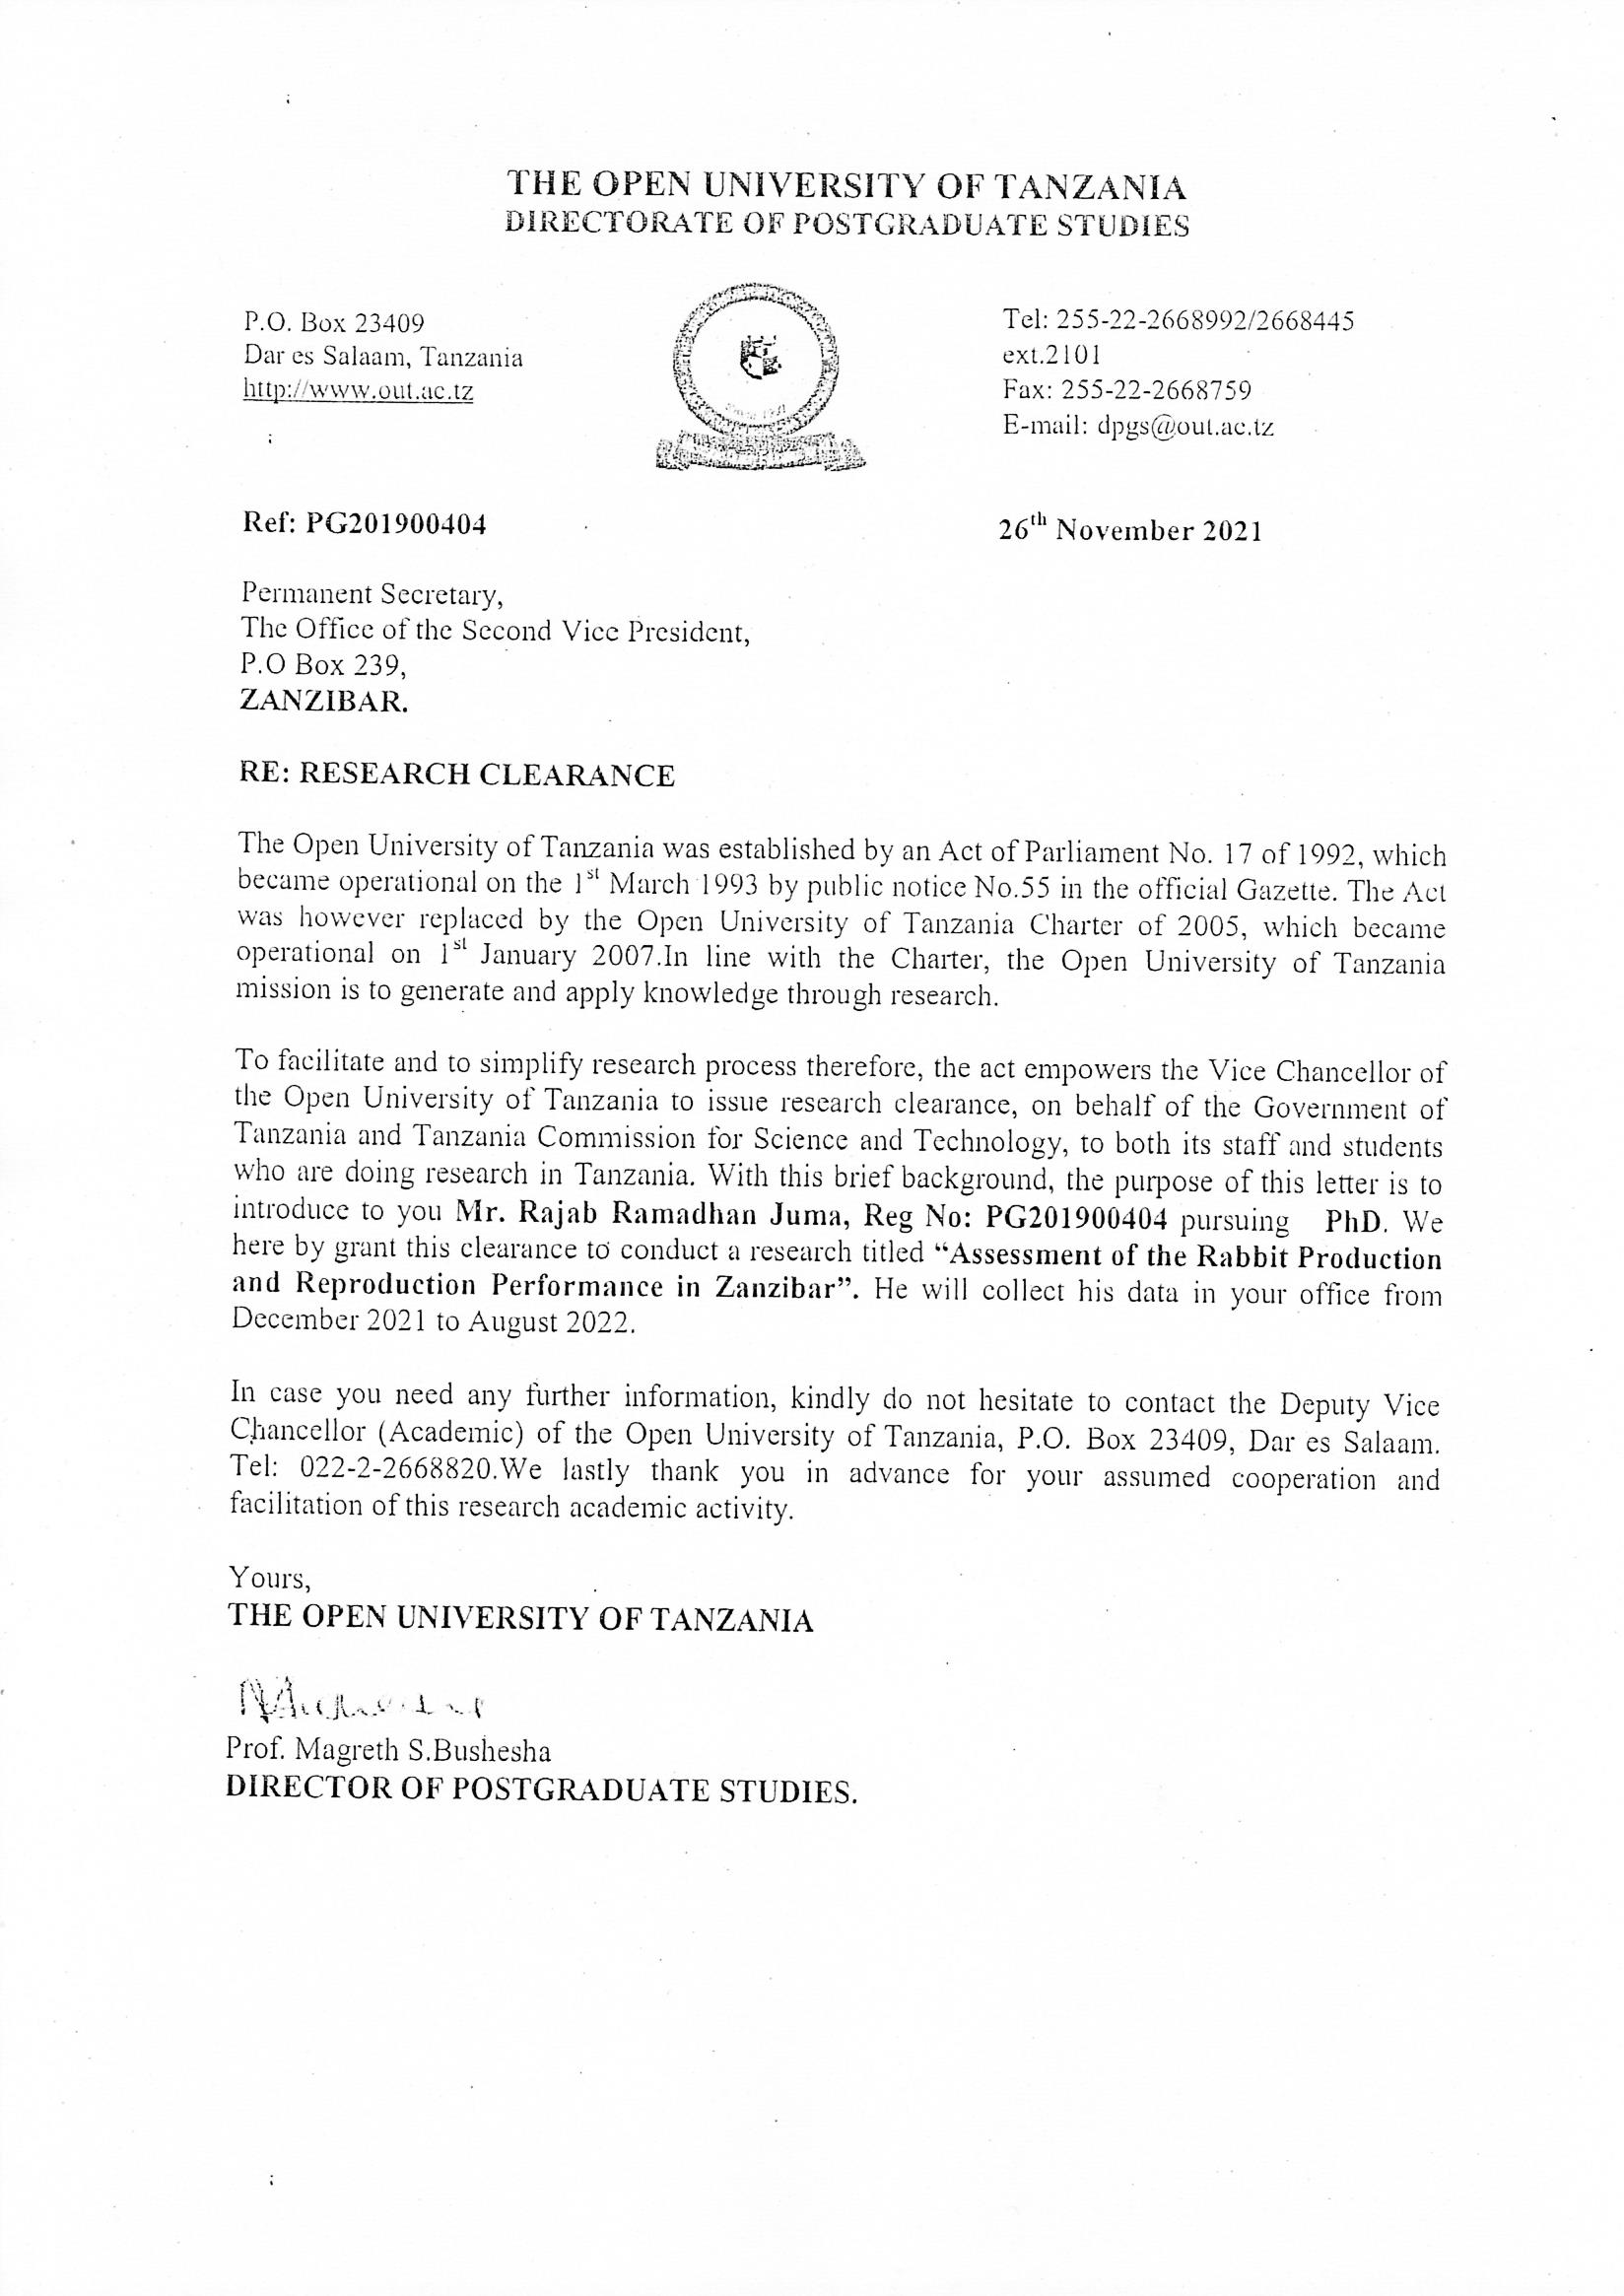 THE OPEN UNIVERSITY OF TANZANIA
DIRECTORATE OF POSTGRADUATE STUDIES
P.O. Box 23409
Dar es Salaam, Tanzania
http://www.out.ac.tz
Tel: 255-22-2668992/2668445
ext.2101
Fax: 255-22-2668759
E-mail: dpgs@out.ac.tz
Ref: PG201900404
26th November 2021
Permanent Secretary,
The Office of the Second Vice President,
P.O Box 239,
ZANZIBAR.
RE: RESEARCH CLEARANCE
The Open University of Tanzania was established by an Act of Parliament No. 17 of 1992, which
became operational on the 1st March 1993 by public notice No.55 in the official Gazette. The Act
was however replaced by the Open University of Tanzania Charter of 2005, which became
operational on 1st January 2007.In line with the Charter, the Open University of Tanzania
mission is to generate and apply knowledge through research.
To facilitate and to simplify research process therefore, the act empowers the Vice Chancellor of
the Open University of Tanzania to issue research clearance, on behalf of the Government of
Tanzania and Tanzania Commission for Science and Technology, to both its staff and students
who are doing research in Tanzania. With this brief background, the purpose of this letter is to
introduce to you Mr. Rajab Ramadhan Juma, Reg No: PG201900404 pursuing PhD. We
here by grant this clearance to conduct a research titled “Assessment of the Rabbit Production
and Reproduction Performance in Zanzibar”. He will collect his data in your office from
December 2021 to August 2022.
In case you need any further information, kindly do not hesitate to contact the Deputy Vice
Chancellor (Academic) of the Open University of Tanzania, P.O. Box 23409, Dar es Salaam.
Tel: 022-2-2668820.We lastly thank you in advance for your assumed cooperation and
facilitation of this research academic activity.
Yours,
THE OPEN UNIVERSITY OF TANZANIA
Prof. Magreth S.Bushesha
DIRECTOR OF POSTGRADUATE STUDIES.